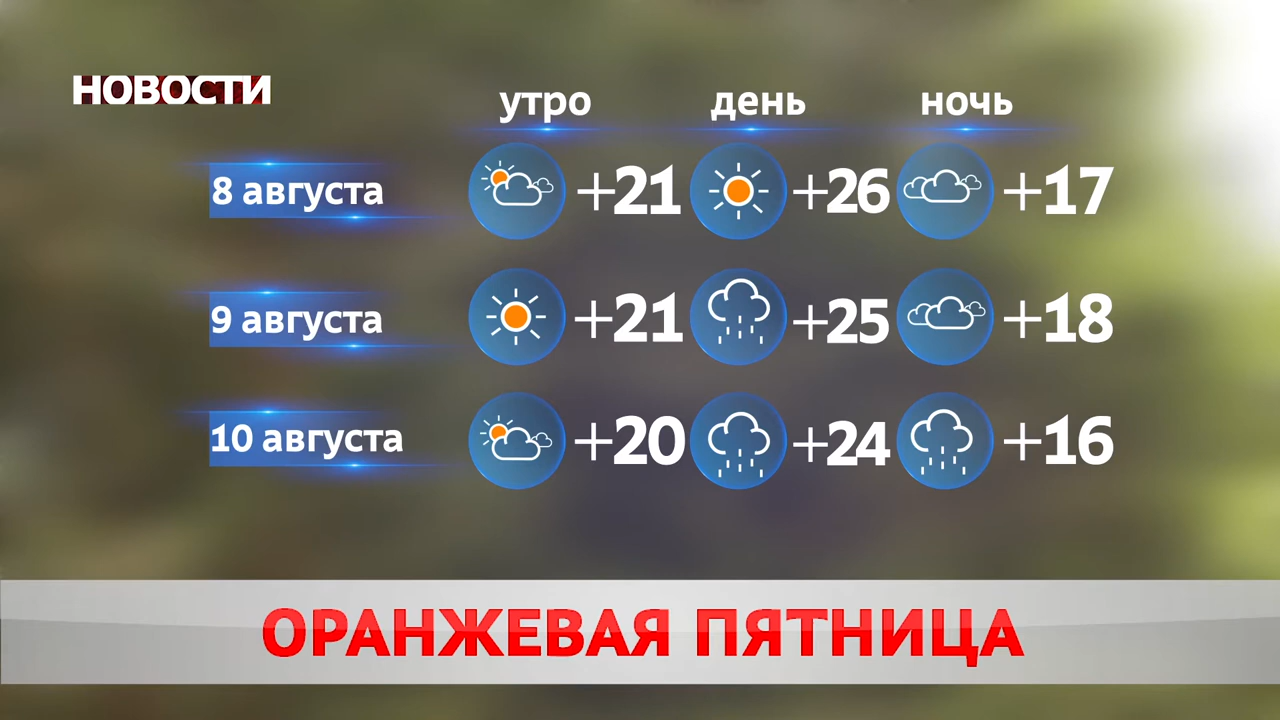 НОВОСТИ
утро день ночь
8 августа +21 +26 +17
9 августа +21 +25 +18
10 августа +20 +24 +16
ОРАНЖЕВАЯ ПЯТНИЦА